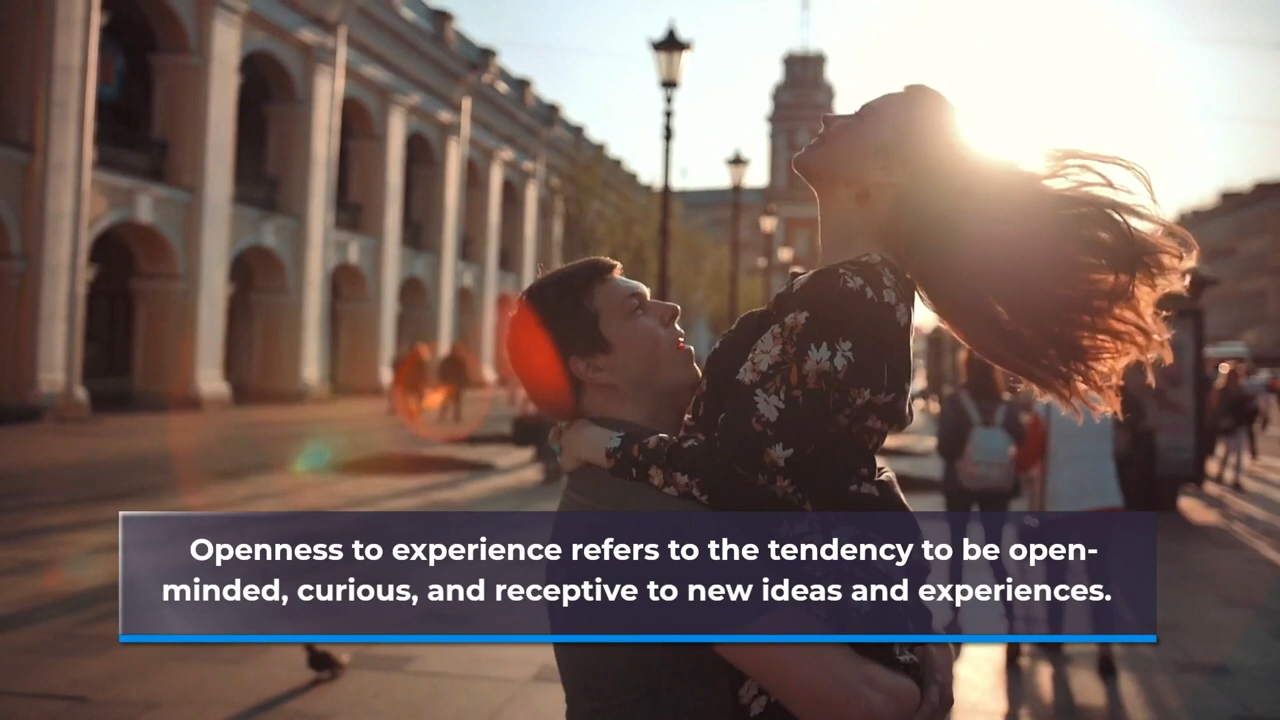 Openness to experience refers to the tendency to be open-
minded, curious, and receptive to new ideas and experiences.